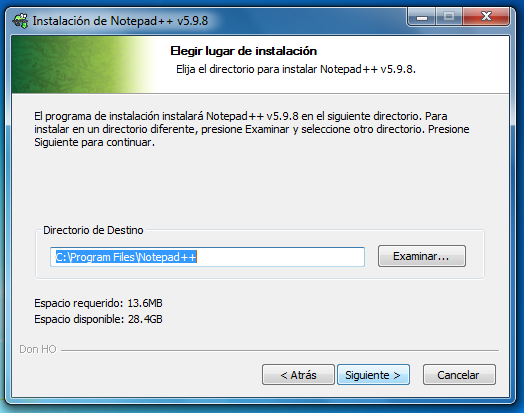 Instalación de Notepad++ v5.9.8
Elegir lugar de instalación
Elija el directorio para instalar Notepad++ v5.9.8.
El programa de instalación instalará Notepad++ v5.9.8 en el siguiente directorio. Para
instalar en un directorio diferente, presione Examinar y seleccione otro directorio. Presione
Siguiente para continuar.
Directorio de Destino
C:\Program Files\Notepad++
Examinar...
Espacio requerido: 13.6MB
Espacio disponible: 28.4GB
Don HO
< Atrás
Siguiente >
Cancelar